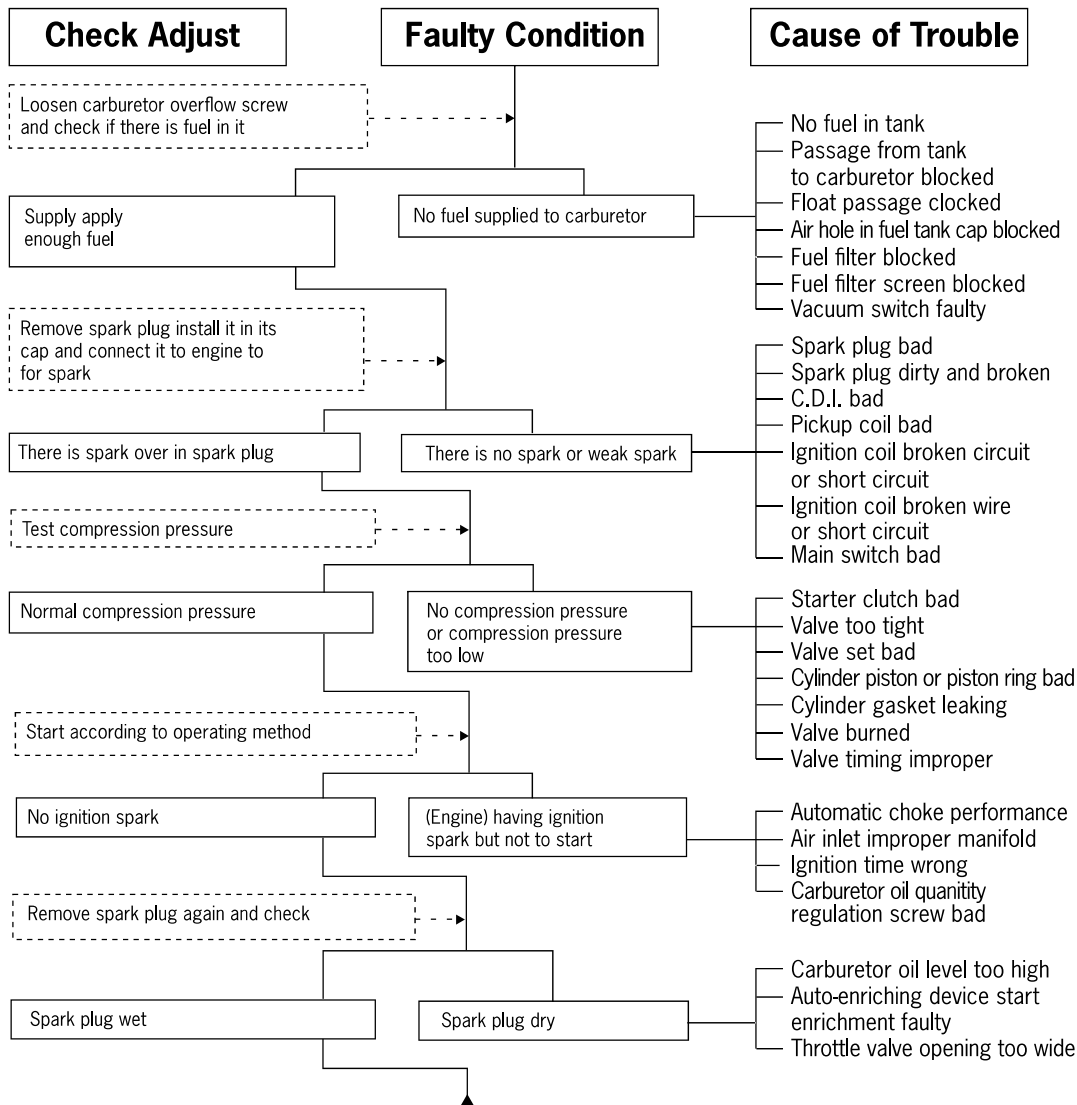 Check Adjust
Faulty Condition
Cause of Trouble
Loosen carburetor overflow screw
and check if there is fuel in it
Supply apply
enough fuel
No fuel supplied to carburetor
No fuel in tank
Passage from tank
to carburetor blocked
Float passage clocked
Air hole in fuel tank cap blocked
Fuel filter blocked
Fuel filter screen blocked
Vacuum switch faulty
Remove spark plug install it in its
cap and connect it to engine to
for spark
There is spark over in spark plug
There is no spark or weak spark
Spark plug bad
Spark plug dirty and broken
C.D.I. bad
Pickup coil bad
Ignition coil broken circuit
or short circuit
Ignition coil broken wire
or short circuit
Main switch bad
Test compression pressure
Normal compression pressure
No compression pressure
or compression pressure
too low
Starter clutch bad
Valve too tight
Valve set bad
Cylinder piston or piston ring bad
Cylinder gasket leaking
Valve burned
Valve timing improper
Start according to operating method
No ignition spark
(Engine) having ignition
spark but not to start
Automatic choke performance
Air inlet improper manifold
Ignition time wrong
Carburetor oil quanitity
regulation screw bad
Remove spark plug again and check
Spark plug wet
Spark plug dry
Carburetor oil level too high
Auto-enriching device start
enrichment faulty
Throttle valve opening too wide